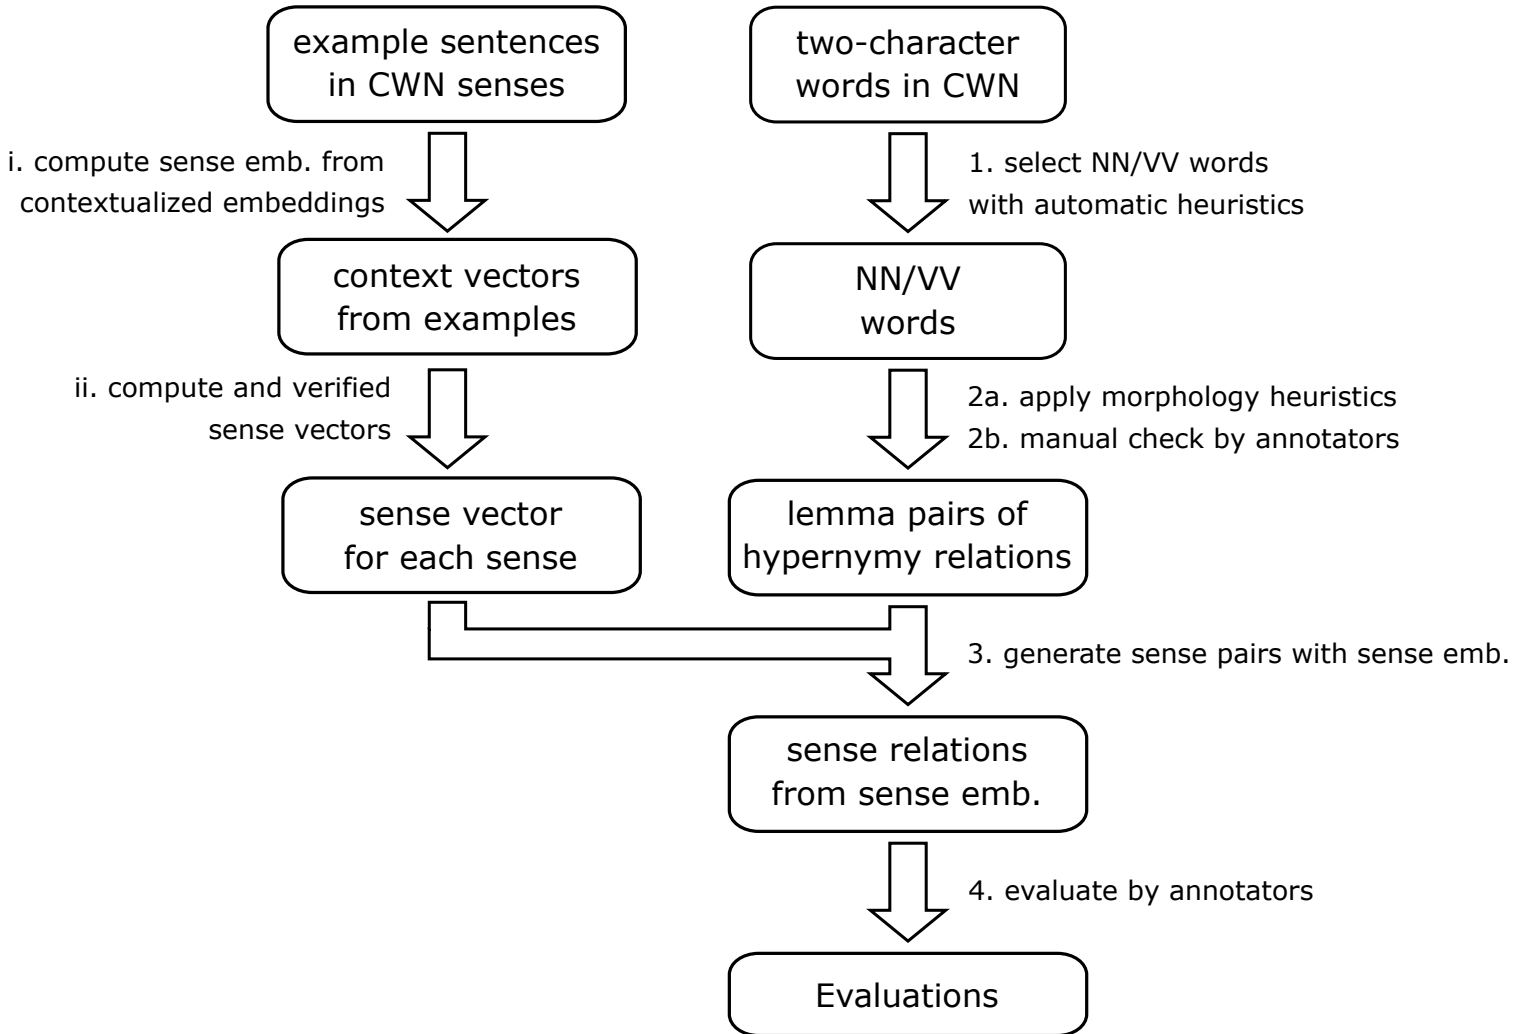 example sentences
in CWN senses
two-character
words in CWN
i. compute sense emb. from
contextualized embeddings
1. select NN/VV words
with automatic heuristics
context vectors
from examples
NN/VV
words
ii. compute and verified
sense vectors
2a. apply morphology heuristics
2b. manual check by annotators
sense vector
for each sense
lemma pairs of
hypernymy relations
3. generate sense pairs with sense emb.
sense relations
from sense emb.
4. evaluate by annotators
Evaluations